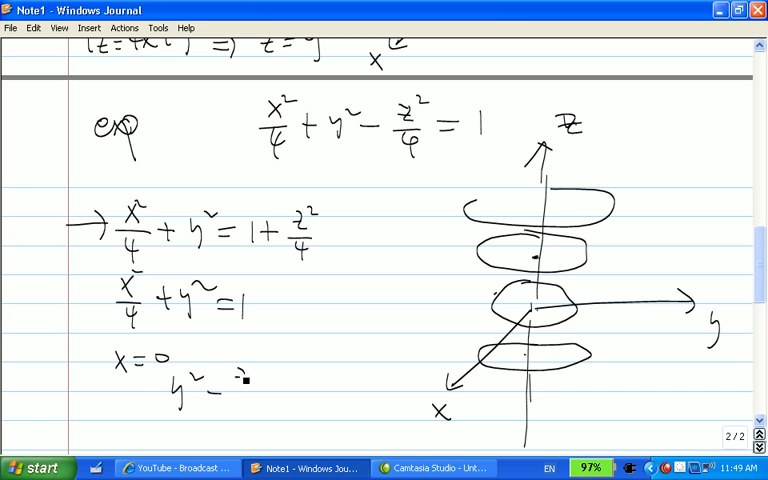 Note1 - Windows Journal
File Edit View Insert Actions Tools Help
x
exp x²/4 + y² - z²/4 = 1
z
→ x²/4 + y² = 1 + z²/4
x²/4 + y² = 1
y
x = 0
y² -
x
2/2
start YouTube - Broadcast ... Note1 - Windows Jou... Camtasia Studio - Unt... EN 97% 11:49 AM